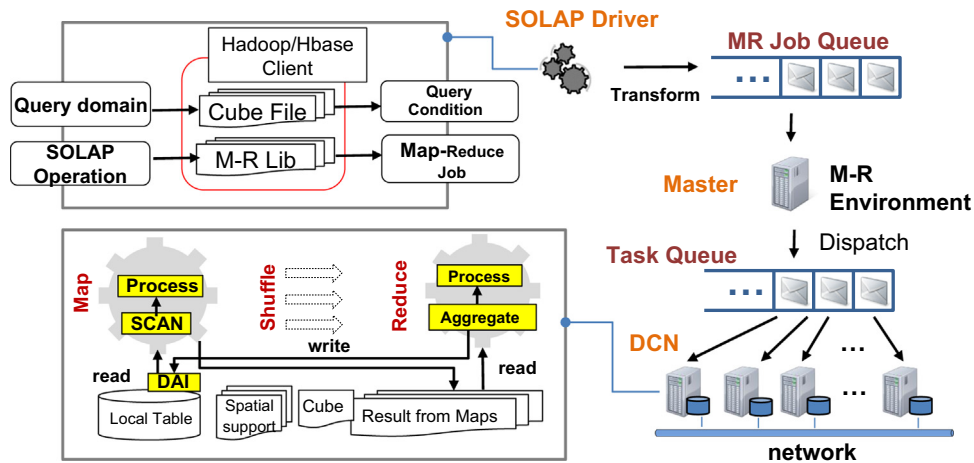 SOLAP Driver
Hadoop/Hbase
Client
MR Job Queue
...
Query domain
Cube File
Query
Condition
Transform
SOLAP
Operation
M-R Lib
Map-Reduce
Job
Master
M-R
Environment
Dispatch
Task Queue
...
Map
Process
SCAN
Shuffle
Reduce
Process
Aggregate
write
read
DAI
read
Local Table
Spatial
support
Cube
Result from Maps
DCN
...
...
network